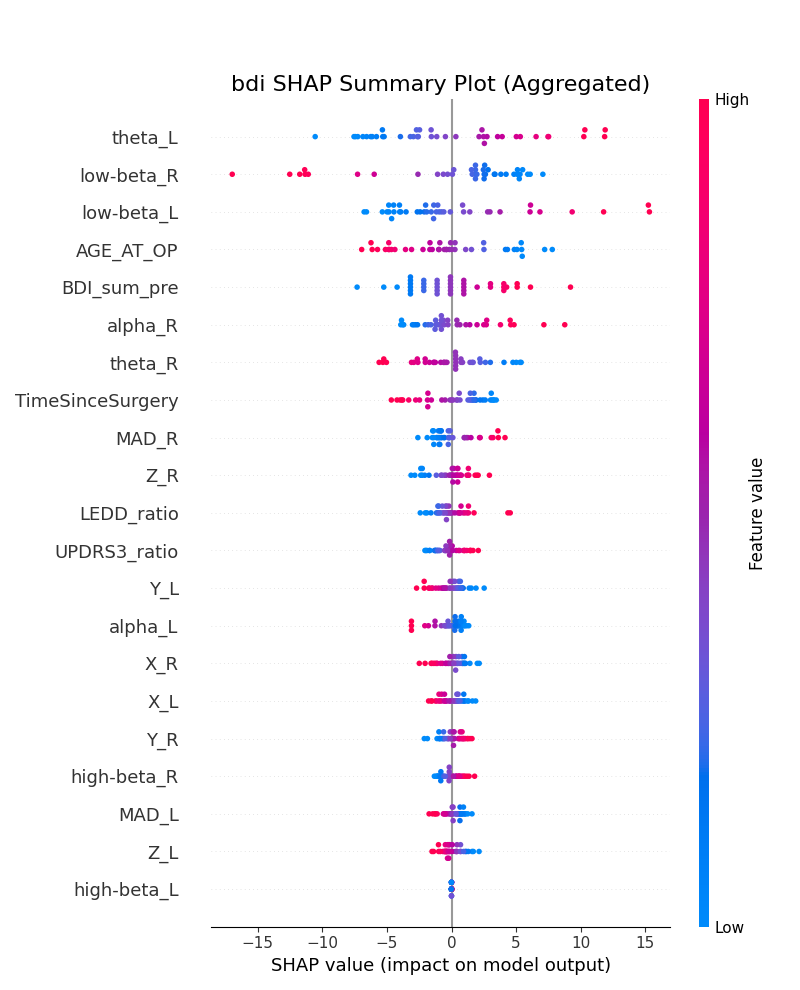 bdi SHAP Summary Plot (Aggregated)
High
theta_L
low-beta_R
low-beta_L
AGE_AT_OP
BDI_sum_pre
alpha_R
theta_R
TimeSinceSurgery
MAD_R
Z_R
LEDD_ratio
UPDRS3_ratio
Y_L
alpha_L
X_R
X_L
Y_R
high-beta_R
MAD_L
Z_L
high-beta_L
Feature value
Low
−15 −10 −5 0 5 10 15
SHAP value (impact on model output)